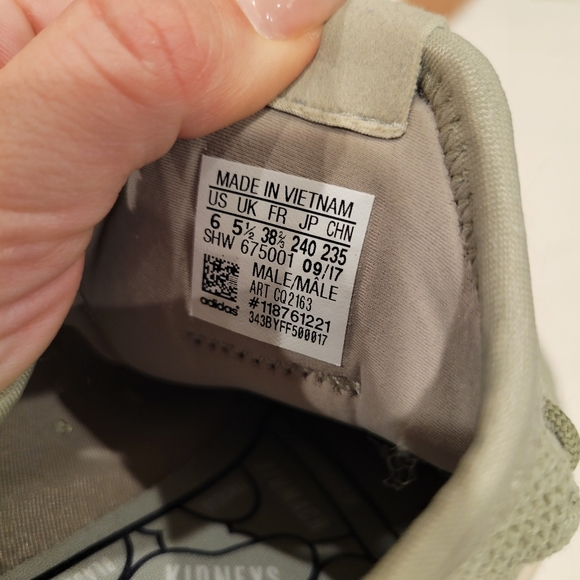 MADE IN VIETNAM
US UK FR JP CHN
6 5½ 38⅔ 240 235
SHW 675001 09/17
MALE/MÂLE
ART CQ2163
#118761221
343BYFF500017
adidas
KIDNEYS